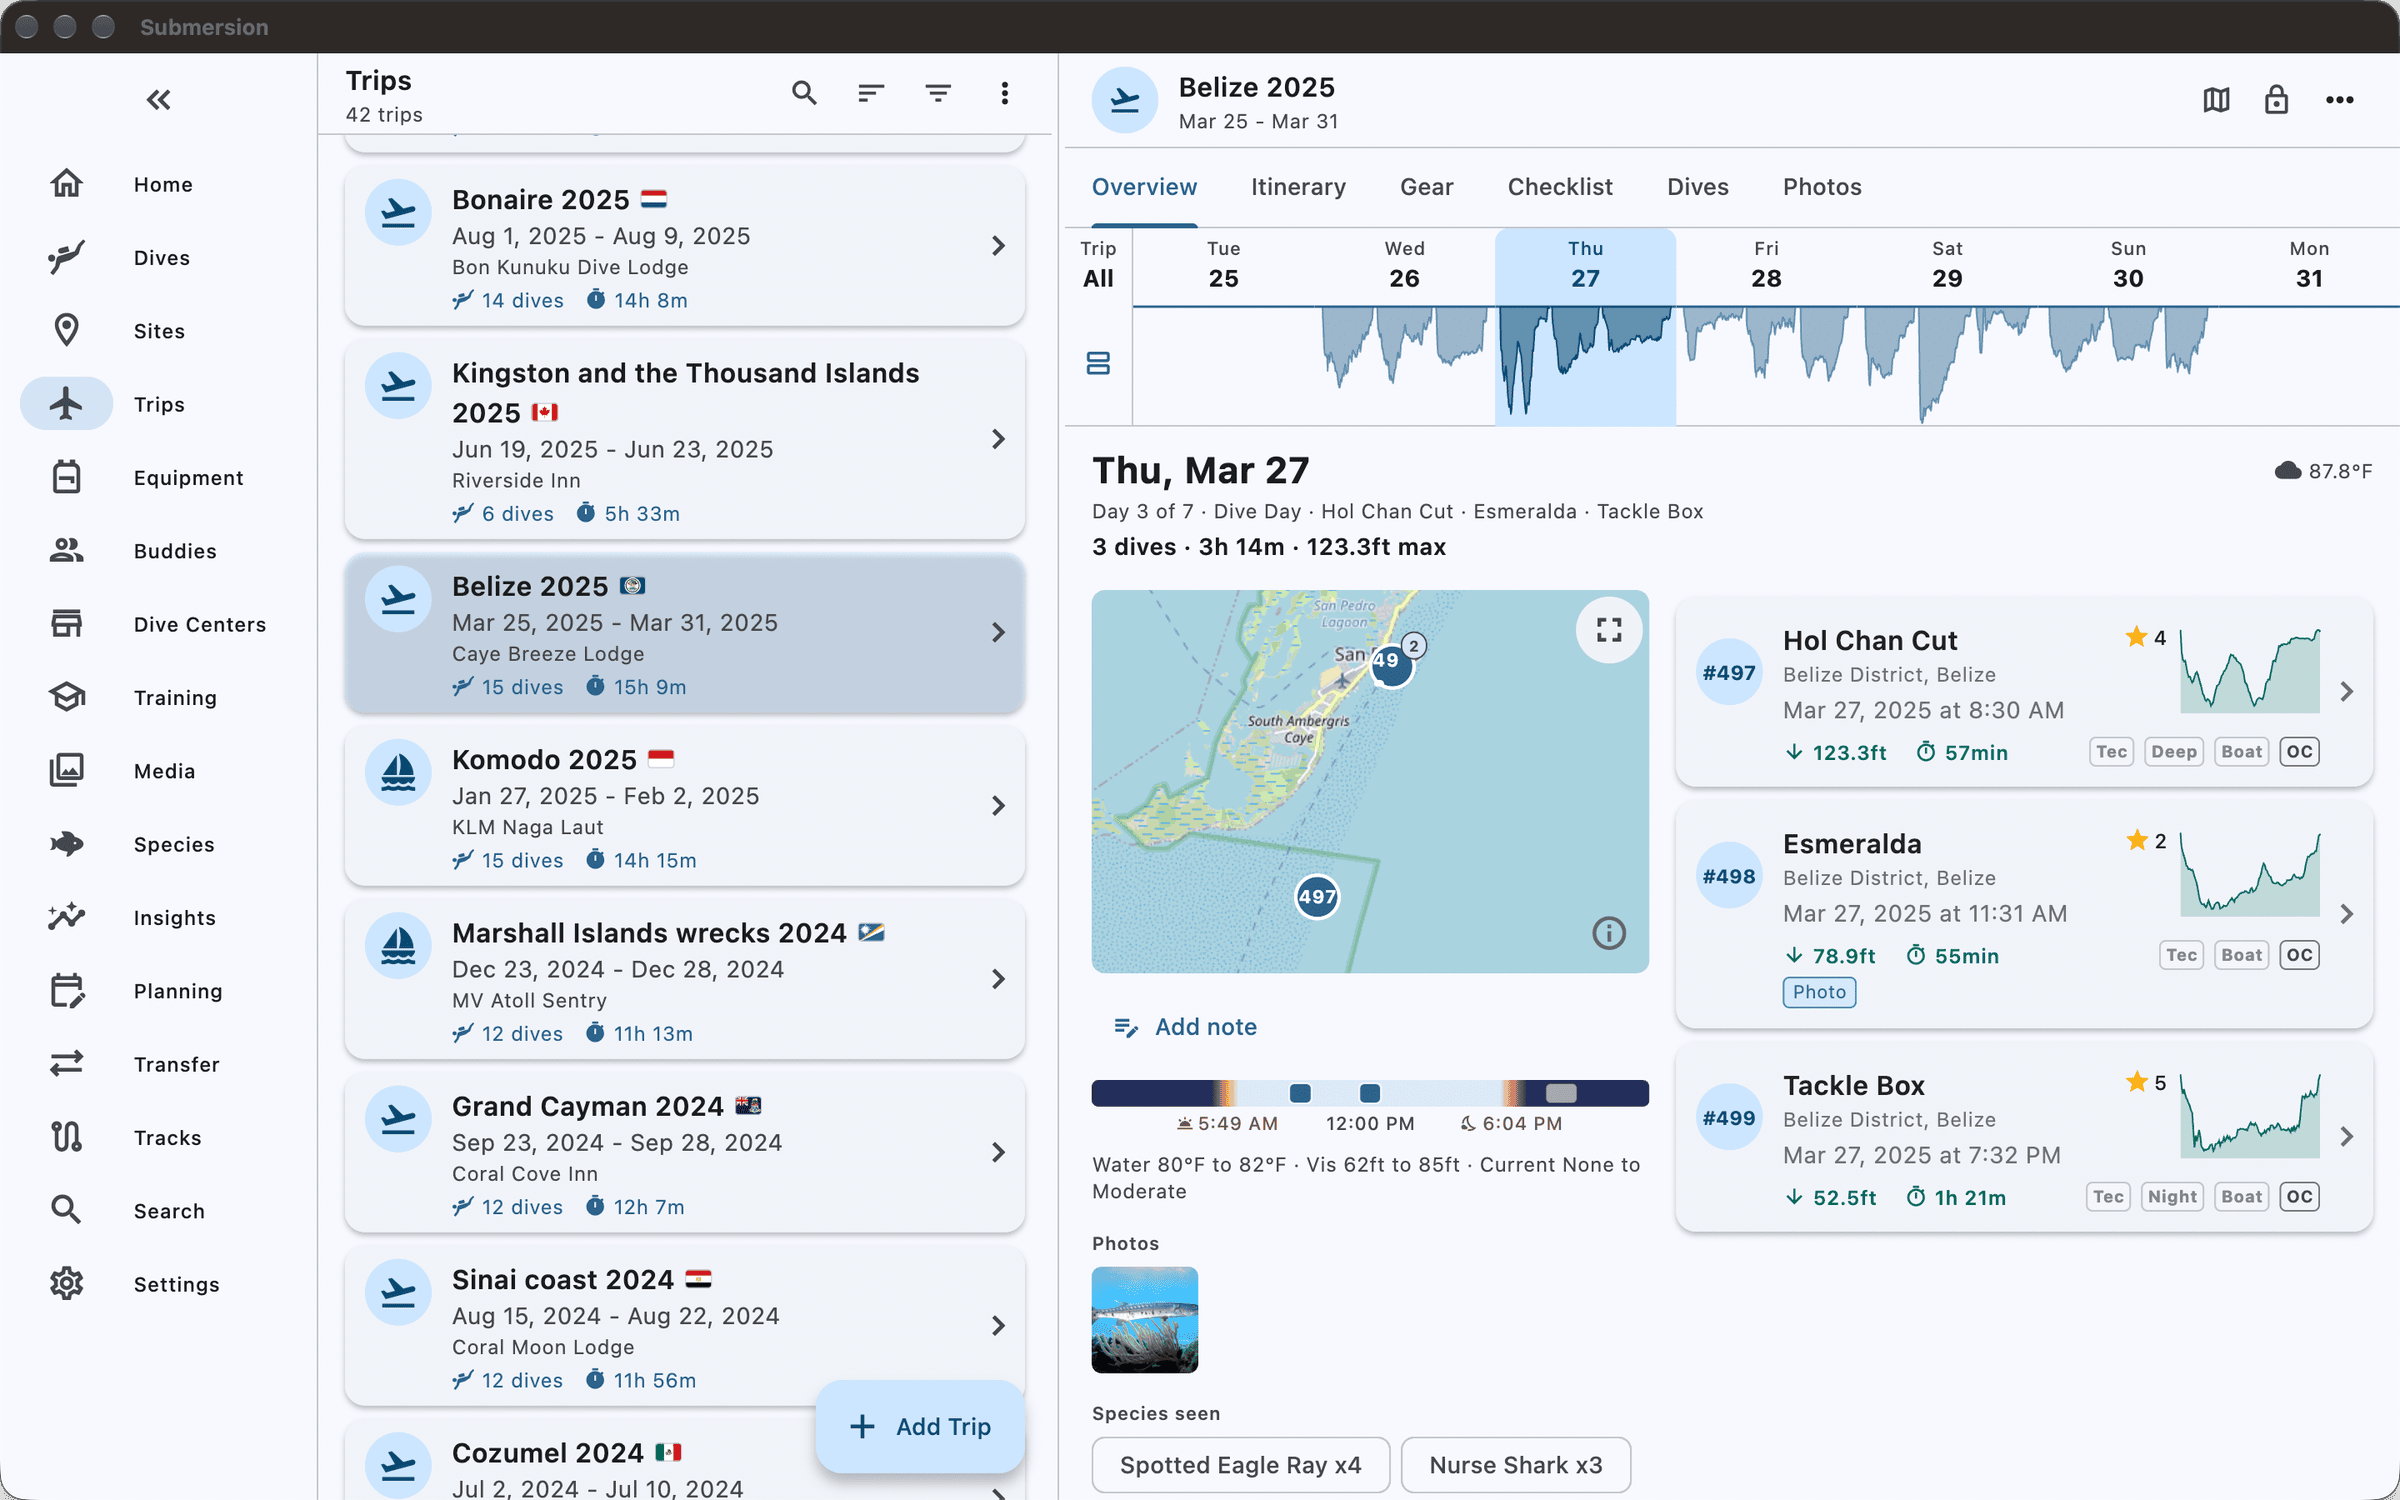 Submersion
Home
Dives
Sites
Trips
Equipment
Buddies
Dive Centers
Training
Media
Species
Insights
Planning
Transfer
Tracks
Search
Settings
Trips
42 trips
Bonaire 2025
Aug 1, 2025 - Aug 9, 2025
Bon Kunuku Dive Lodge
14 dives 14h 8m
Kingston and the Thousand Islands
2025
Jun 19, 2025 - Jun 23, 2025
Riverside Inn
6 dives 5h 33m
Belize 2025
Mar 25, 2025 - Mar 31, 2025
Caye Breeze Lodge
15 dives 15h 9m
Komodo 2025
Jan 27, 2025 - Feb 2, 2025
KLM Naga Laut
15 dives 14h 15m
Marshall Islands wrecks 2024
Dec 23, 2024 - Dec 28, 2024
MV Atoll Sentry
12 dives 11h 13m
Grand Cayman 2024
Sep 23, 2024 - Sep 28, 2024
Coral Cove Inn
12 dives 12h 7m
Sinai coast 2024
Aug 15, 2024 - Aug 22, 2024
Coral Moon Lodge
12 dives 11h 56m
Cozumel 2024
Jul 2, 2024 - Jul 10, 2024
Add Trip
Belize 2025
Mar 25 - Mar 31
Overview Itinerary Gear Checklist Dives Photos
Trip Tue Wed Thu Fri Sat Sun Mon
All 25 26 27 28 29 30 31
Thu, Mar 27
87.8°F
Day 3 of 7 · Dive Day · Hol Chan Cut · Esmeralda · Tackle Box
3 dives · 3h 14m · 123.3ft max
San Pedro
Lagoon
San
49
2
South Ambergris
Caye
497
Add note
5:49 AM 12:00 PM 6:04 PM
Water 80°F to 82°F · Vis 62ft to 85ft · Current None to
Moderate
Photos
Species seen
Spotted Eagle Ray x4
Nurse Shark x3
#497
Hol Chan Cut
4
Belize District, Belize
Mar 27, 2025 at 8:30 AM
123.3ft 57min
Tec Deep Boat OC
#498
Esmeralda
2
Belize District, Belize
Mar 27, 2025 at 11:31 AM
78.9ft 55min
Tec Boat OC
Photo
#499
Tackle Box
5
Belize District, Belize
Mar 27, 2025 at 7:32 PM
52.5ft 1h 21m
Tec Night Boat OC